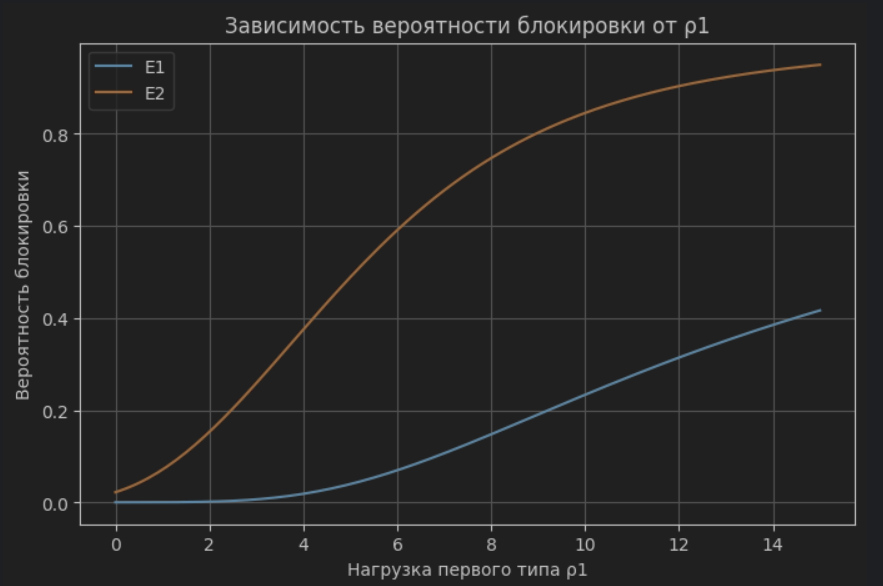 Зависимость вероятности блокировки от ρ1
E1
E2
Вероятность блокировки
0.8
0.6
0.4
0.2
0.0
0 2 4 6 8 10 12 14
Нагрузка первого типа ρ1